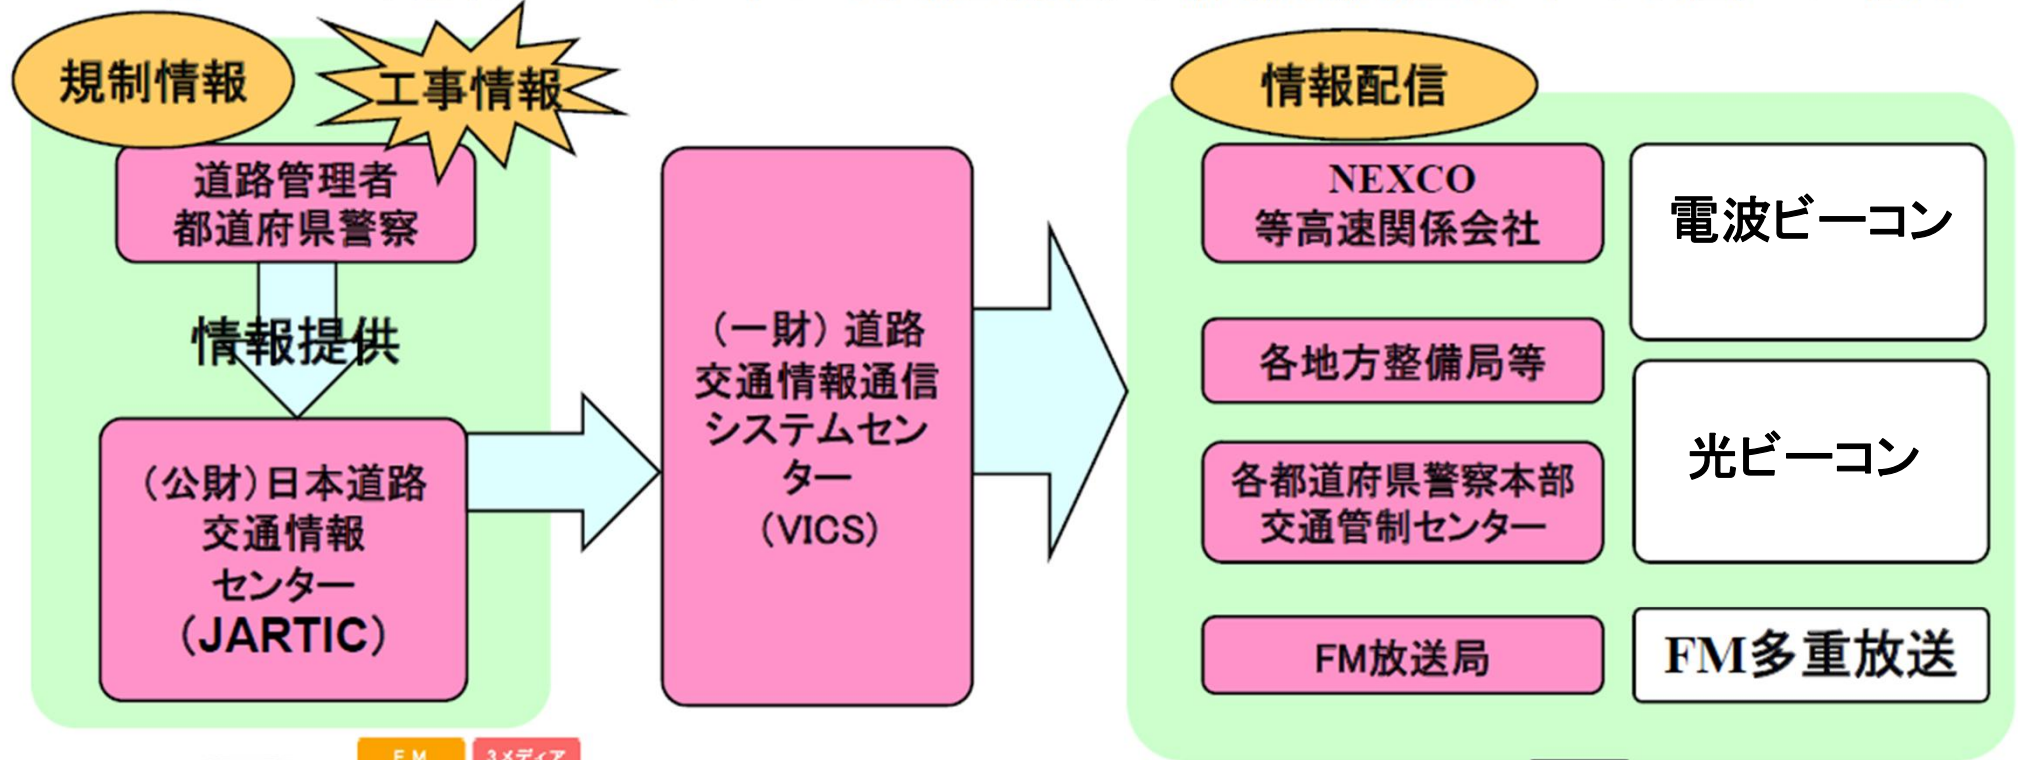 規制情報
工事情報
道路管理者
都道府県警察
情報提供
（公財）日本道路
交通情報
センター
（JARTIC）
（一財）道路
交通情報通信
システムセン
ター
（VICS）
情報配信
NEXCO
等高速関係会社
電波ビーコン
各地方整備局等
光ビーコン
各都道府県警察本部
交通管制センター
FM放送局
FM多重放送
FM
3メディア